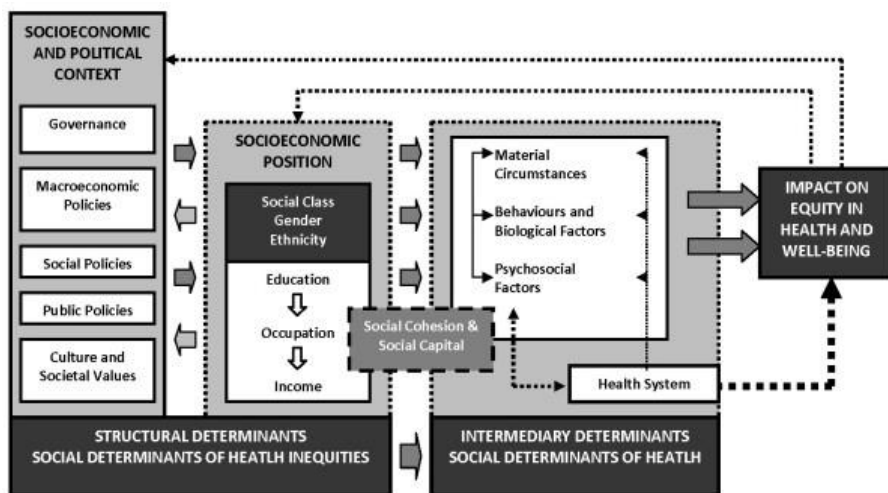 SOCIOECONOMIC
AND POLITICAL
CONTEXT
Governance
Macroeconomic
Policies
Social Policies
Public Policies
Culture and
Societal Values
SOCIOECONOMIC
POSITION
Social Class
Gender
Ethnicity
Education
Occupation
Income
Social Cohesion &
Social Capital
Material
Circumstances
Behaviours and
Biological Factors
Psychosocial
Factors
Health System
IMPACT ON
EQUITY IN
HEALTH AND
WELL-BEING
STRUCTURAL DETERMINANTS
SOCIAL DETERMINANTS OF HEATLH INEQUITIES
INTERMEDIARY DETERMINANTS
SOCIAL DETERMINANTS OF HEATLH